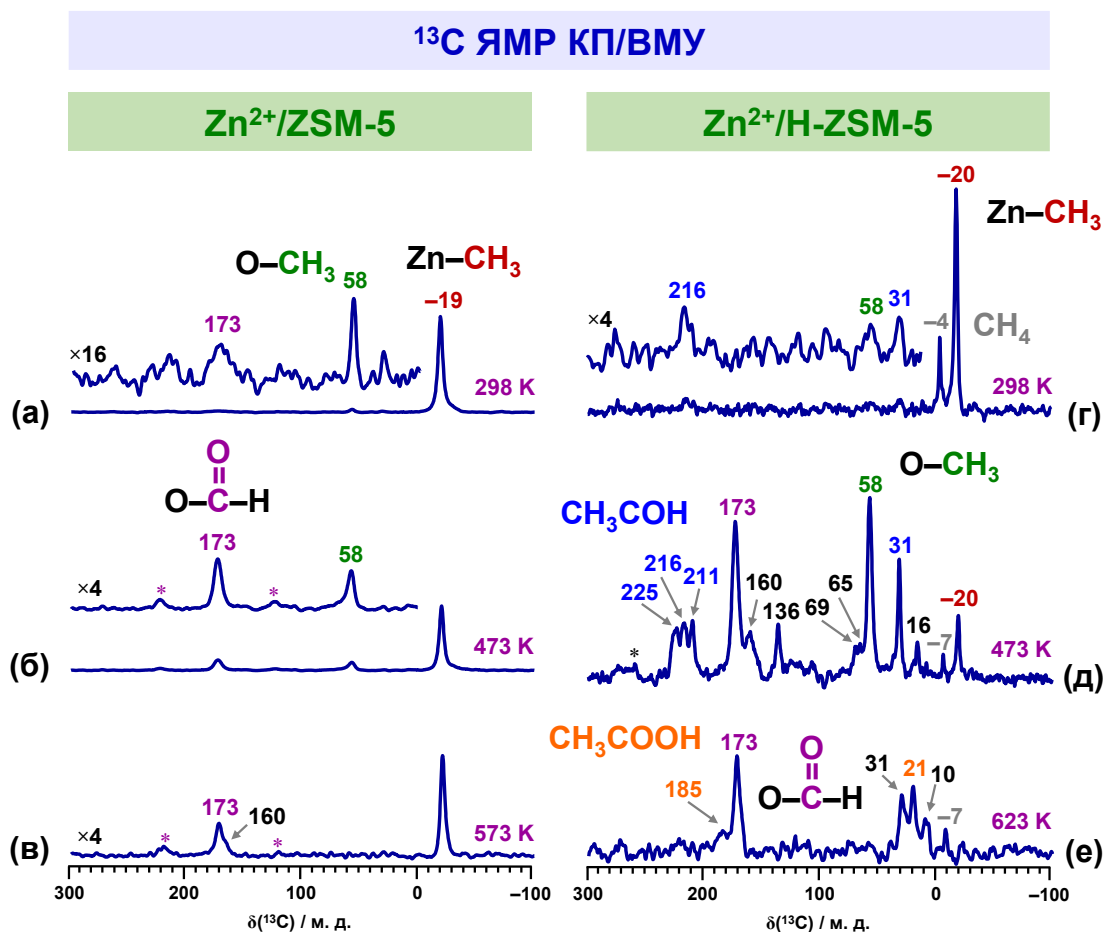 ¹³C ЯМР КП/ВМУ
Zn²⁺/ZSM-5
Zn²⁺/H-ZSM-5
O–CH₃
Zn–CH₃
58
–19
173
×16
298 K
(а)
–20
Zn–CH₃
216
58
31
–4
CH₄
×4
298 K
(г)
O
O–C–H
173
58
×4
*
*
473 K
(б)
O–CH₃
58
CH₃COH
173
31
216
211
225
160
136
65
69
16
–20
–7
*
473 K
(д)
173
160
×4
*
*
573 K
(в)
CH₃COOH
173
O
O–C–H
185
31
21
10
–7
623 K
(е)
300 200 100 0 –100
δ(¹³C) / м. д.
300 200 100 0 –100
δ(¹³C) / м. д.